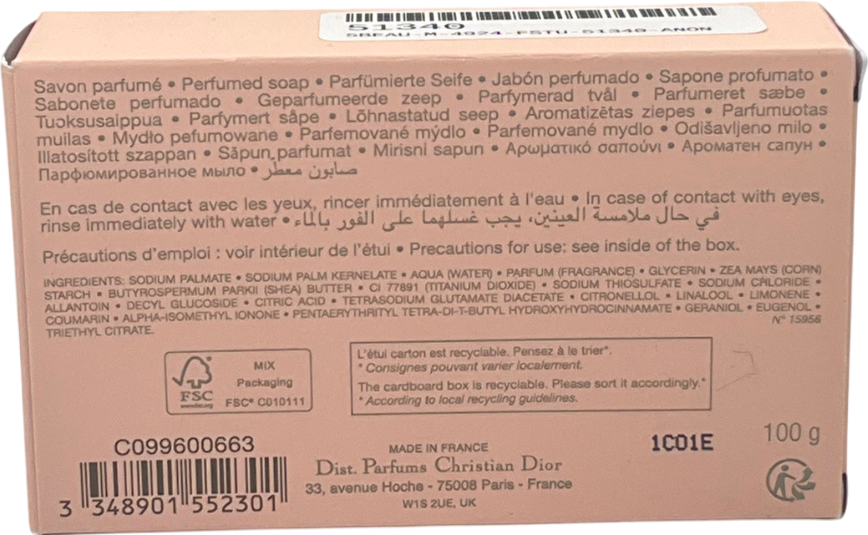 51340
5BEAU-M-4924-FSTU-51340-ANON
Savon parfumé • Perfumed soap • Parfümierte Seife • Jabón perfumado • Sapone profumato •
Sabonete perfumado • Geparfumeerde zeep • Parfymerad tvål • Parfumeret sæbe •
Tuoksusaippua • Parfymert såpe • Lõhnastatud seep • Aromatizētas ziepes • Parfumuotas
muilas • Mydło pefumowane • Parfemované mýdlo • Parfemované mydlo • Odišavljeno milo •
Illatosított szappan • Săpun parfumat • Mirisni sapun • Αρωματικό σαπούνι • Ароматен сапун •
Парфюмированное мыло • صابون معطر
En cas de contact avec les yeux, rincer immédiatement à l'eau • In case of contact with eyes,
rinse immediately with water • في حال ملامسة العينين، يجب غسلهما على الفور بالماء
Précautions d'emploi : voir intérieur de l'étui • Precautions for use: see inside of the box.
INGREDIENTS: SODIUM PALMATE • SODIUM PALM KERNELATE • AQUA (WATER) • PARFUM (FRAGRANCE) • GLYCERIN • ZEA MAYS (CORN)
STARCH • BUTYROSPERMUM PARKII (SHEA) BUTTER • CI 77891 (TITANIUM DIOXIDE) • SODIUM THIOSULFATE • SODIUM CHLORIDE •
ALLANTOIN • DECYL GLUCOSIDE • CITRIC ACID • TETRASODIUM GLUTAMATE DIACETATE • CITRONELLOL • LINALOOL • LIMONENE •
COUMARIN • ALPHA-ISOMETHYL IONONE • PENTAERYTHRITYL TETRA-DI-T-BUTYL HYDROXYHYDROCINNAMATE • GERANIOL • EUGENOL •
TRIETHYL CITRATE. N° 15956
FSC
MIX
Packaging
FSC® C010111
L'étui carton est recyclable. Pensez à le trier*.
* Consignes pouvant varier localement.
The cardboard box is recyclable. Please sort it accordingly.*
* According to local recycling guidelines.
C099600663
3 348901 552301
MADE IN FRANCE
Dist. Parfums Christian Dior
33, avenue Hoche - 75008 Paris - France
W1S 2UE, UK
1C01E
100 g